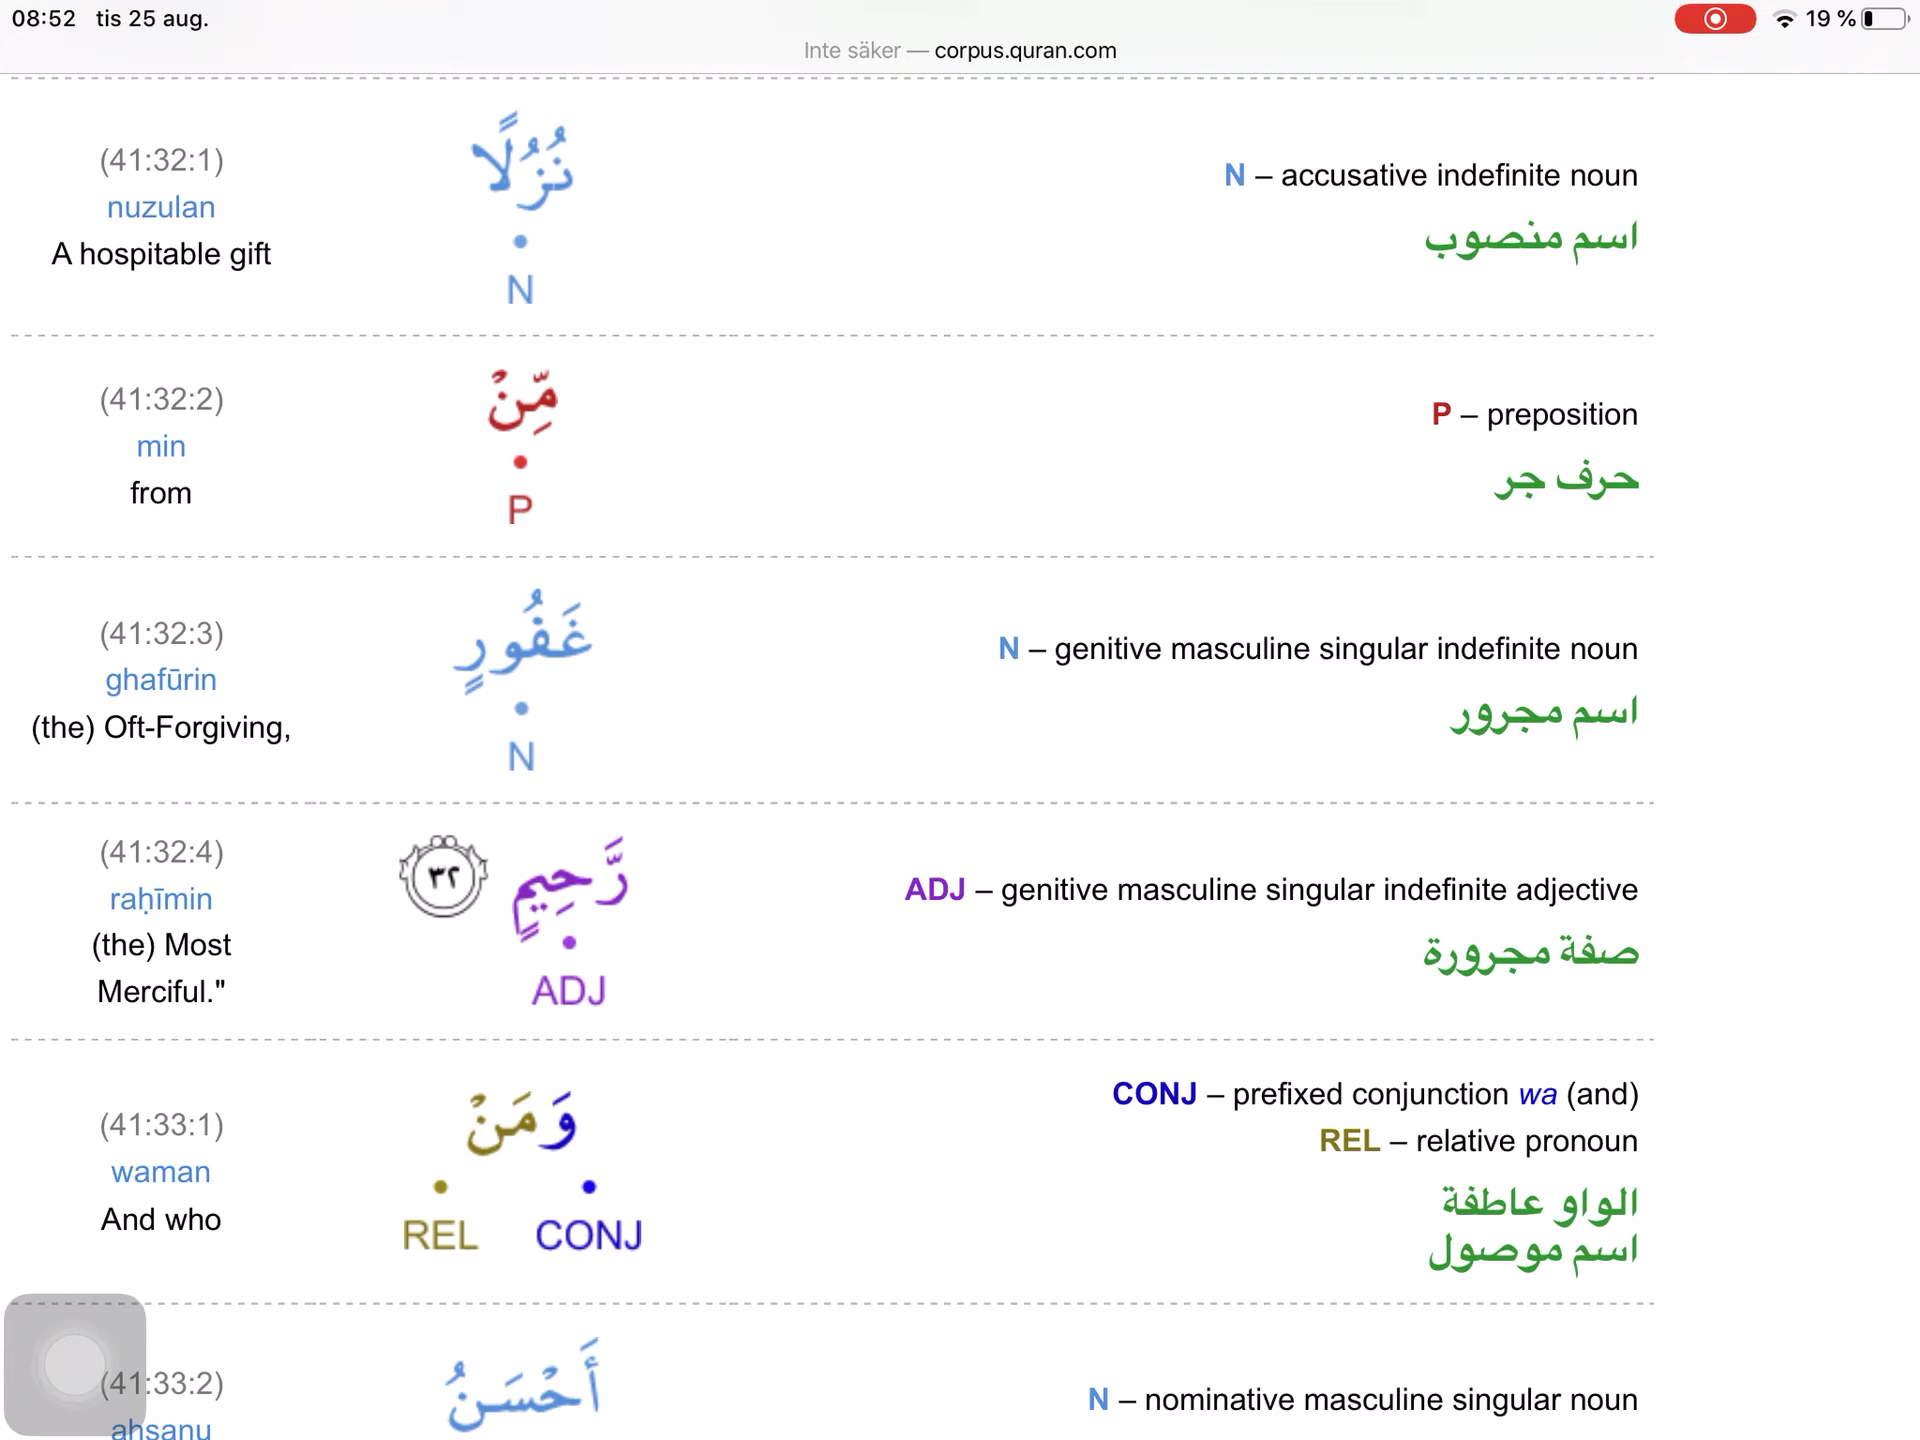 08:52 tis 25 aug.
19 %
Inte säker — corpus.quran.com
(41:32:1)
nuzulan
A hospitable gift
نُزُلًا
N
N – accusative indefinite noun
اسم منصوب
(41:32:2)
min
from
مِّنْ
P
P – preposition
حرف جر
(41:32:3)
ghafūrin
(the) Oft-Forgiving,
غَفُورٍ
N
N – genitive masculine singular indefinite noun
اسم مجرور
(41:32:4)
raḥīmin
(the) Most
Merciful."
رَّحِيمٍ ٣٢
ADJ
ADJ – genitive masculine singular indefinite adjective
صفة مجرورة
(41:33:1)
waman
And who
وَمَنْ
REL CONJ
CONJ – prefixed conjunction wa (and)
REL – relative pronoun
الواو عاطفة
اسم موصول
(41:33:2)
ahsanu
أَحْسَنُ
N – nominative masculine singular noun